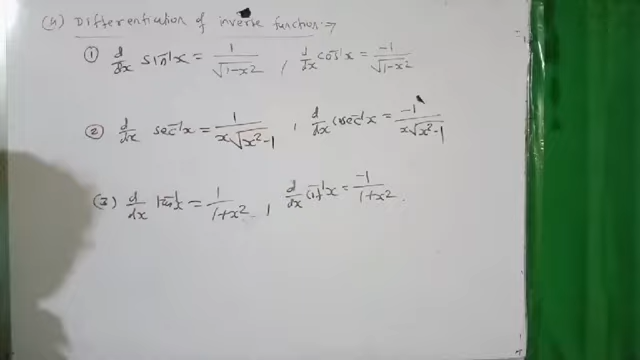 (4) Differentiation of inverse function :→
① d/dx sin⁻¹x = 1/√(1-x²) , d/dx cos⁻¹x = -1/√(1-x²)
② d/dx sec⁻¹x = 1/(x√(x²-1)) , d/dx cosec⁻¹x = -1/(x√(x²-1))
(3) d/dx tan⁻¹x = 1/(1+x²) , d/dx cot⁻¹x = -1/(1+x²) .